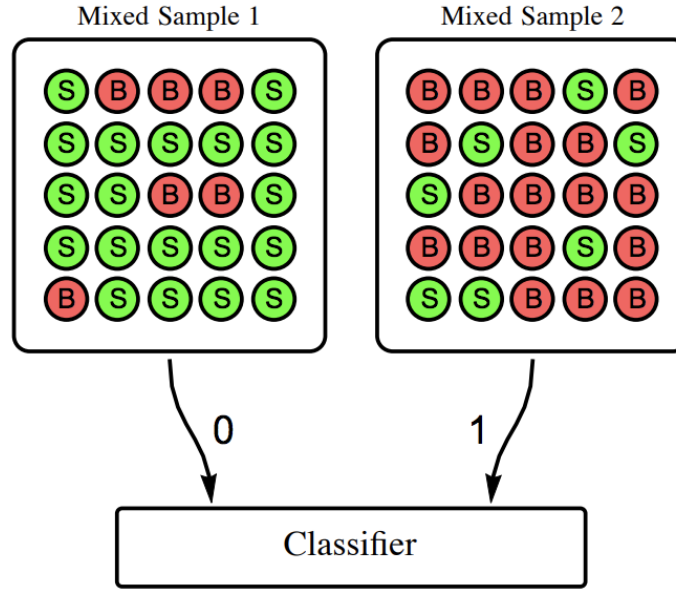 Mixed Sample 1 Mixed Sample 2
S B B B S B B B S B
S S S S S B S B B S
S S B B S S B B B B
S S S S S B B B S B
B S S S S S S B B B
0 1
Classifier